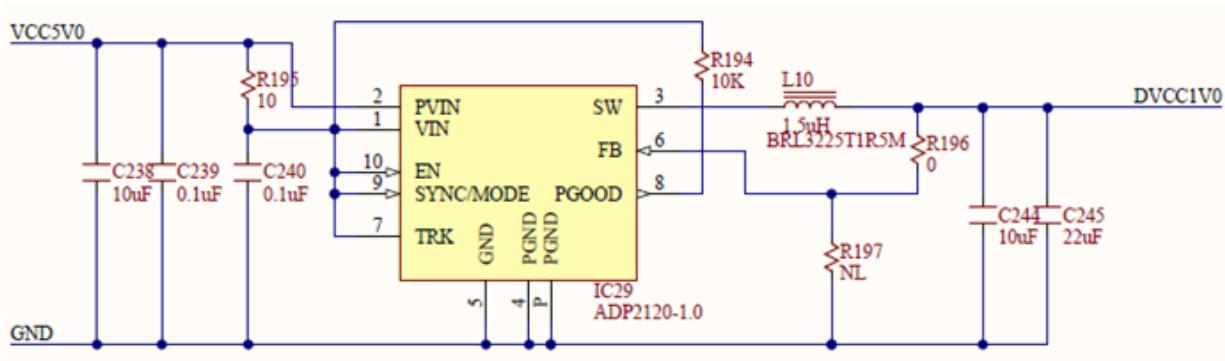 VCC5V0
R195
10
R194
10K
L10
1.5uH
BRL3225T1R5M
DVCC1V0
2
PVIN
SW
3
1
VIN
6
FB
R196
0
C238
10uF
C239
0.1uF
C240
0.1uF
10
EN
9
SYNC/MODE
PGOOD
8
7
TRK
GND
PGND
PGND
5
4
P
IC29
ADP2120-1.0
R197
NL
C244
10uF
C245
22uF
GND